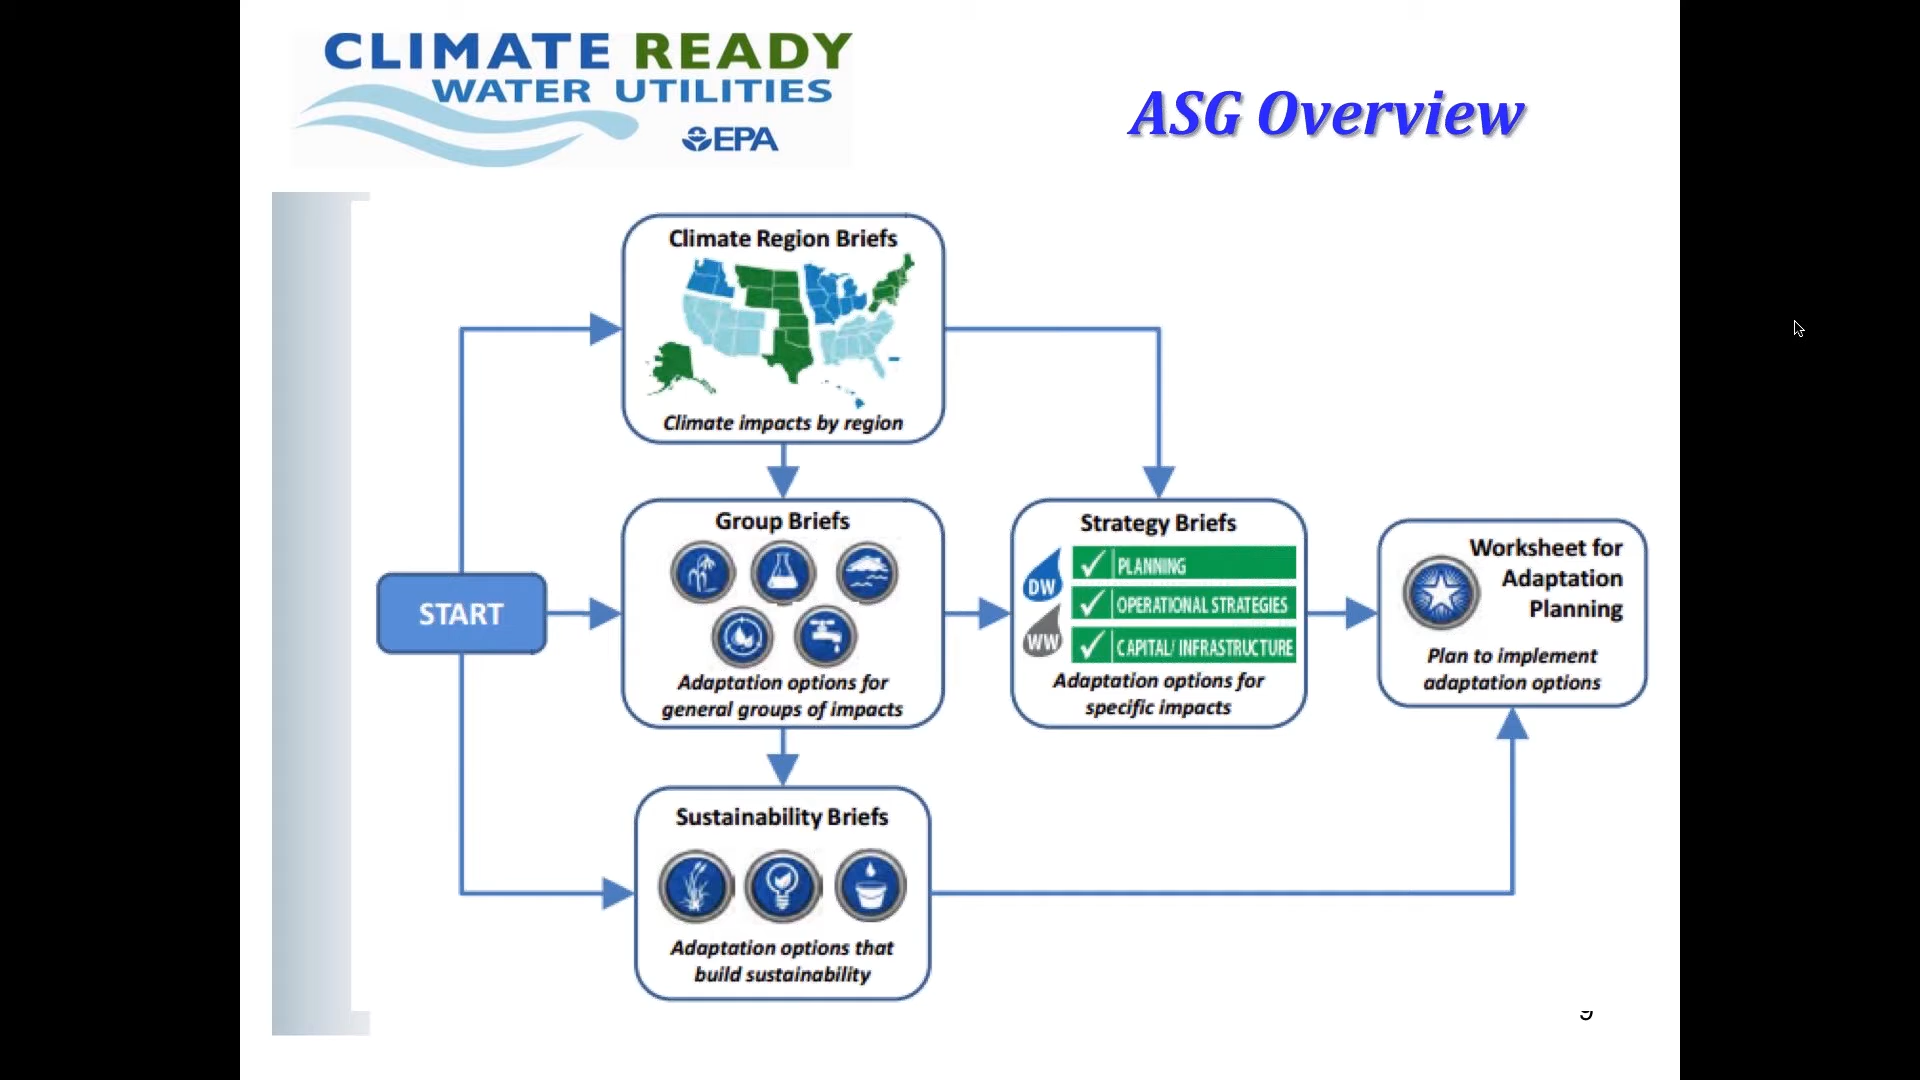 CLIMATE READY
WATER UTILITIES
EPA
ASG Overview
Climate Region Briefs
Climate impacts by region
Group Briefs
Adaptation options for
general groups of impacts
START
Strategy Briefs
DW
PLANNING
OPERATIONAL STRATEGIES
WW
CAPITAL/ INFRASTRUCTURE
Adaptation options for
specific impacts
Worksheet for
Adaptation
Planning
Plan to implement
adaptation options
Sustainability Briefs
Adaptation options that
build sustainability
9